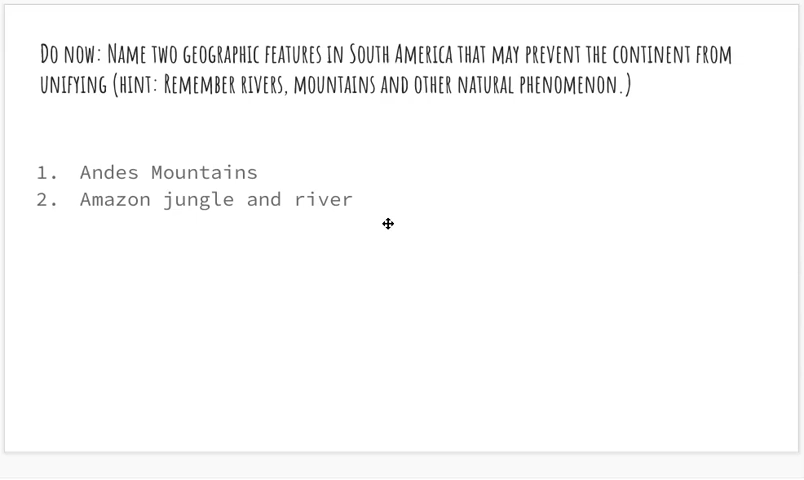 Do now: Name two geographic features in South America that may prevent the continent from
unifying (hint: Remember rivers, mountains and other natural phenomenon.)
1. Andes Mountains
2. Amazon jungle and river